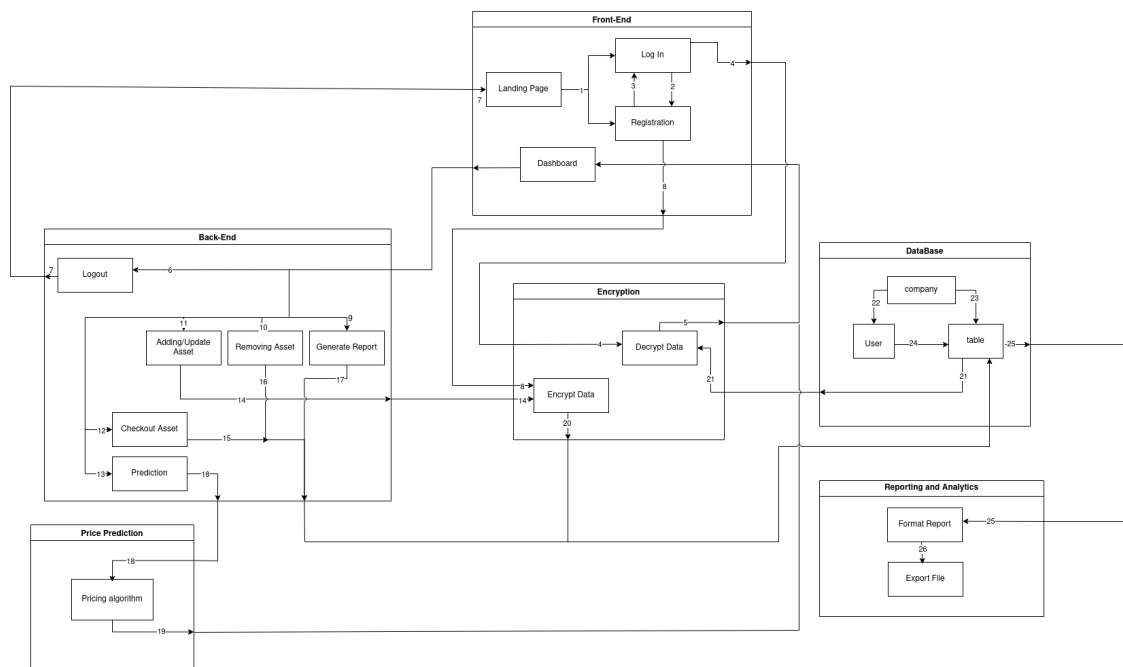 Front-End
Log In
4
Landing Page
1
3
2
7
Registration
Dashboard
8
Back-End
Logout
7
6
11
10
9
Adding/Update
Asset
Removing Asset
Generate Report
16
17
14
Checkout Asset
12
15
Prediction
13
18
Encryption
5
Decrypt Data
4
21
8
Encrypt Data
14
20
DataBase
company
22
23
User
24
table
25
21
Reporting and Analytics
Format Report
25
26
Export File
Price Prediction
18
Pricing algorithm
19